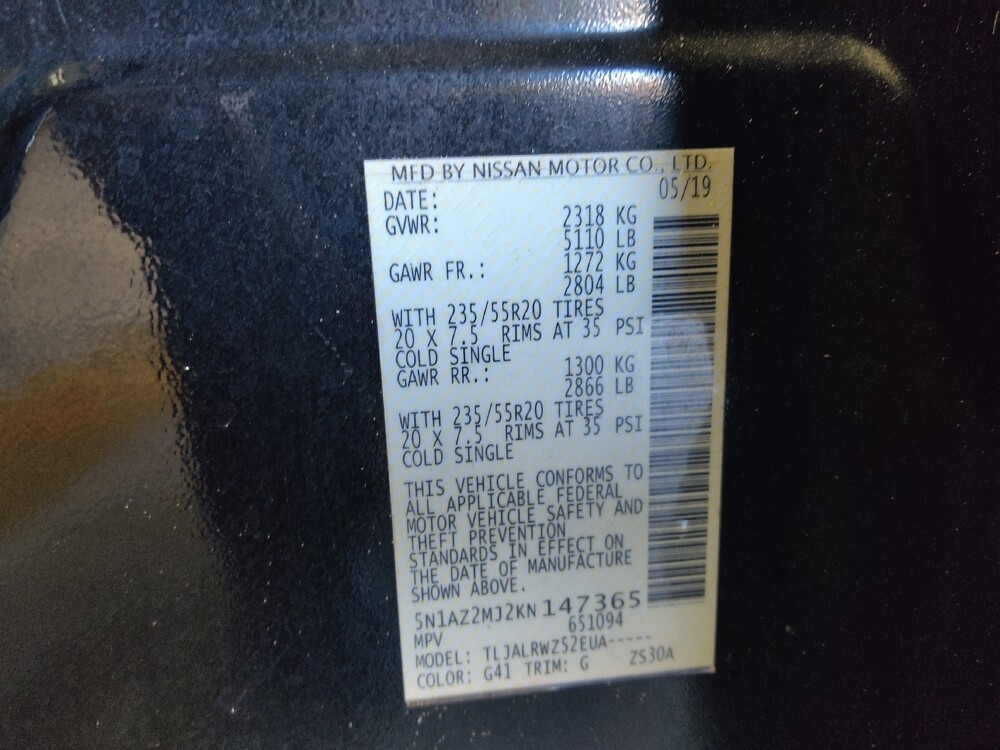 MFD BY NISSAN MOTOR CO., LTD.
DATE: 05/19
GVWR: 2318 KG
5110 LB
GAWR FR.: 1272 KG
2804 LB
WITH 235/55R20 TIRES
20 X 7.5 RIMS AT 35 PSI
COLD SINGLE
GAWR RR.: 1300 KG
2866 LB
WITH 235/55R20 TIRES
20 X 7.5 RIMS AT 35 PSI
COLD SINGLE
THIS VEHICLE CONFORMS TO
ALL APPLICABLE FEDERAL
MOTOR VEHICLE SAFETY AND
THEFT PREVENTION
STANDARDS IN EFFECT ON
THE DATE OF MANUFACTURE
SHOWN ABOVE.
5N1AZ2MJ2KN147365
MPV 651094
MODEL: TLJALRWZ52EUA-----
COLOR: G41 TRIM: G ZS30A